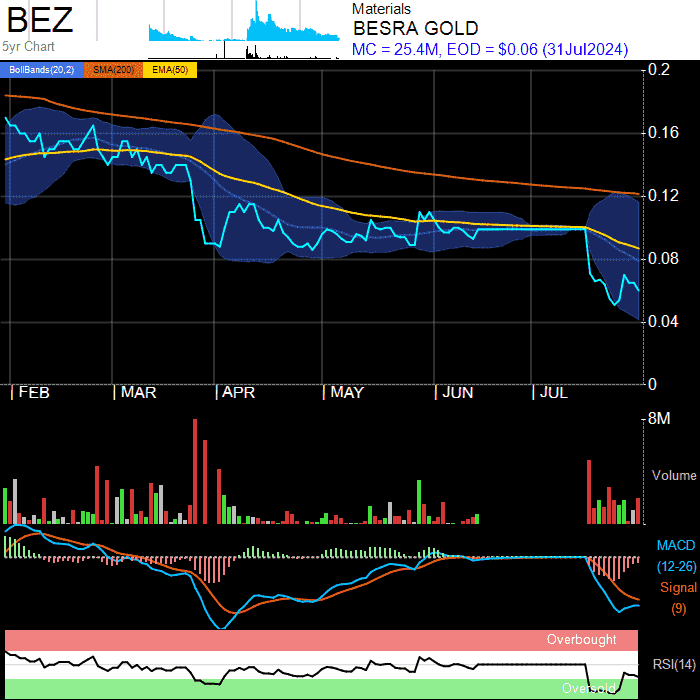 BEZ
5yr Chart
Materials
BESRA GOLD
MC = 25.4M, EOD = $0.06 (31Jul2024)
BollBands(20,2) SMA(200) EMA(50)
0.2
0.16
0.12
0.08
0.04
0
FEB MAR APR MAY JUN JUL
8M
Volume
MACD
(12-26)
Signal
(9)
Overbought
RSI(14)
Oversold